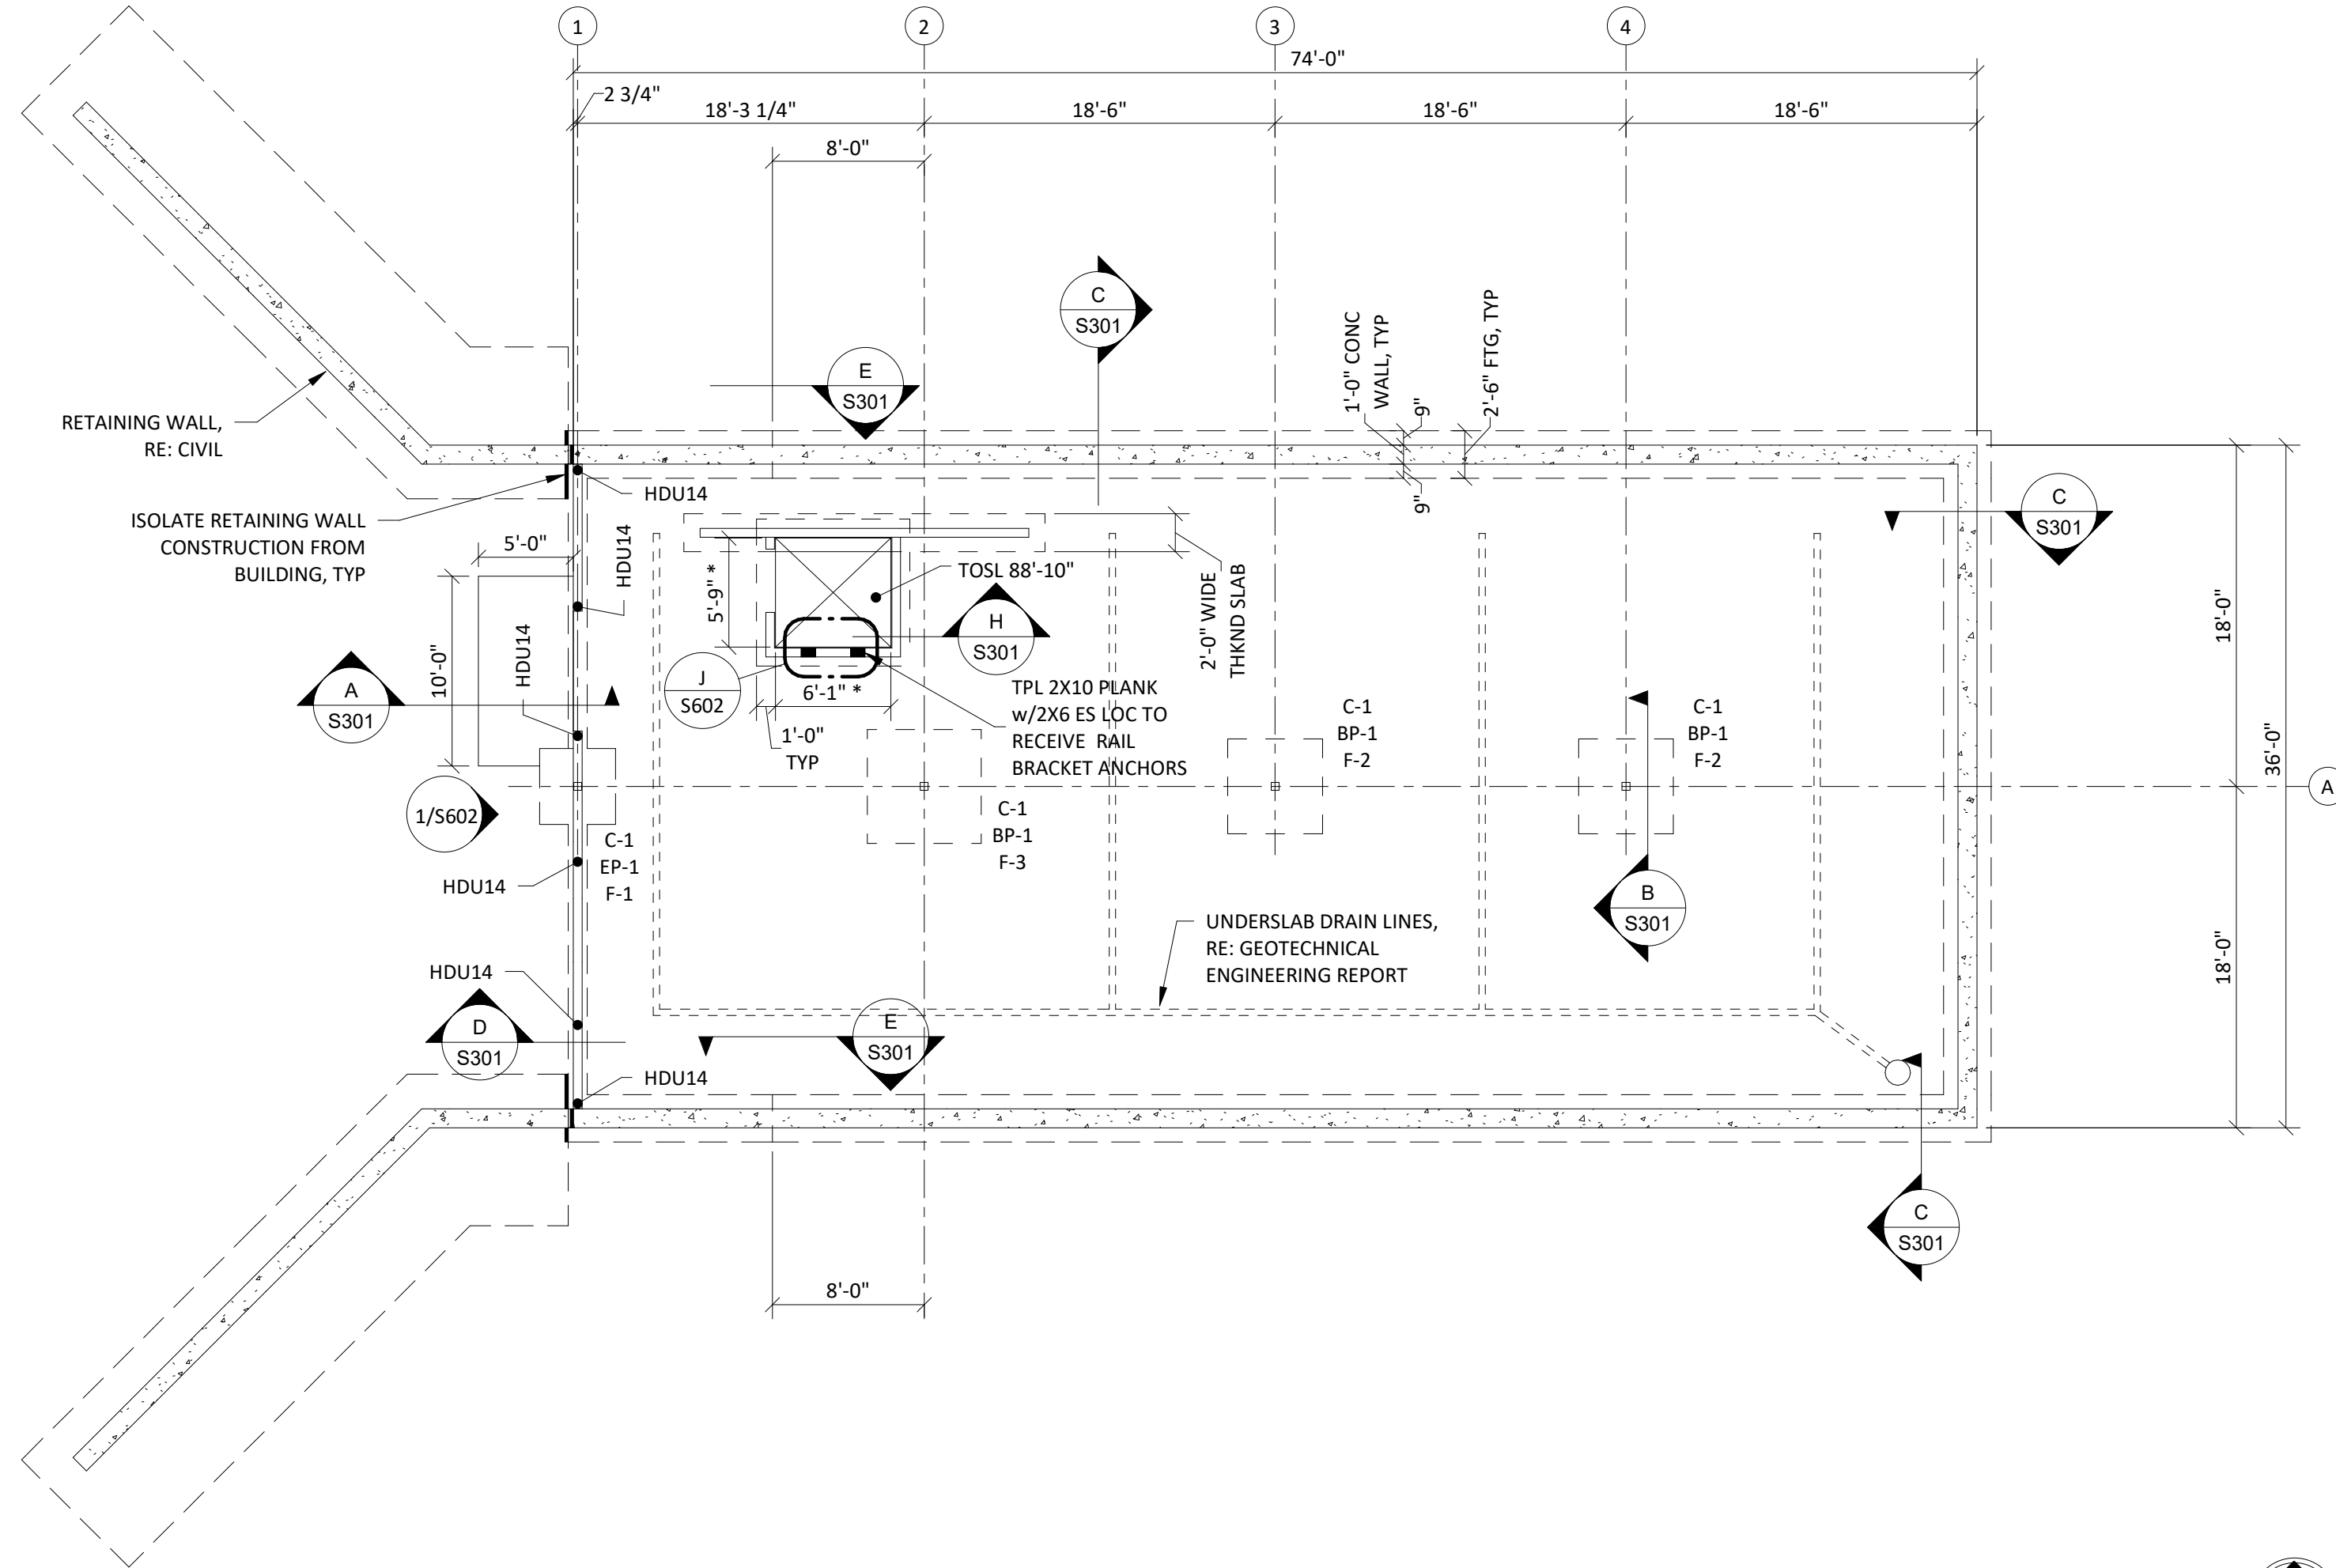 1
2
3
4
74'-0"
2 3/4"
18'-3 1/4"
18'-6"
18'-6"
18'-6"
8'-0"
C
S301
E
S301
1'-0" CONC
WALL, TYP
9"
9"
2'-6" FTG, TYP
RETAINING WALL,
RE: CIVIL
HDU14
C
S301
ISOLATE RETAINING WALL
CONSTRUCTION FROM
BUILDING, TYP
5'-0"
HDU14
5'-9" *
TOSL 88'-10"
2'-0" WIDE
THKND SLAB
18'-0"
H
S301
10'-0"
HDU14
A
S301
J
S602
6'-1" *
1'-0"
TYP
TPL 2X10 PLANK
w/2X6 ES LOC TO
RECEIVE RAIL
BRACKET ANCHORS
C-1
BP-1
F-2
C-1
BP-1
F-2
36'-0"
A
1/S602
C-1
EP-1
F-1
C-1
BP-1
F-3
HDU14
B
S301
UNDERSLAB DRAIN LINES,
RE: GEOTECHNICAL
ENGINEERING REPORT
18'-0"
HDU14
D
S301
E
S301
HDU14
C
S301
8'-0"